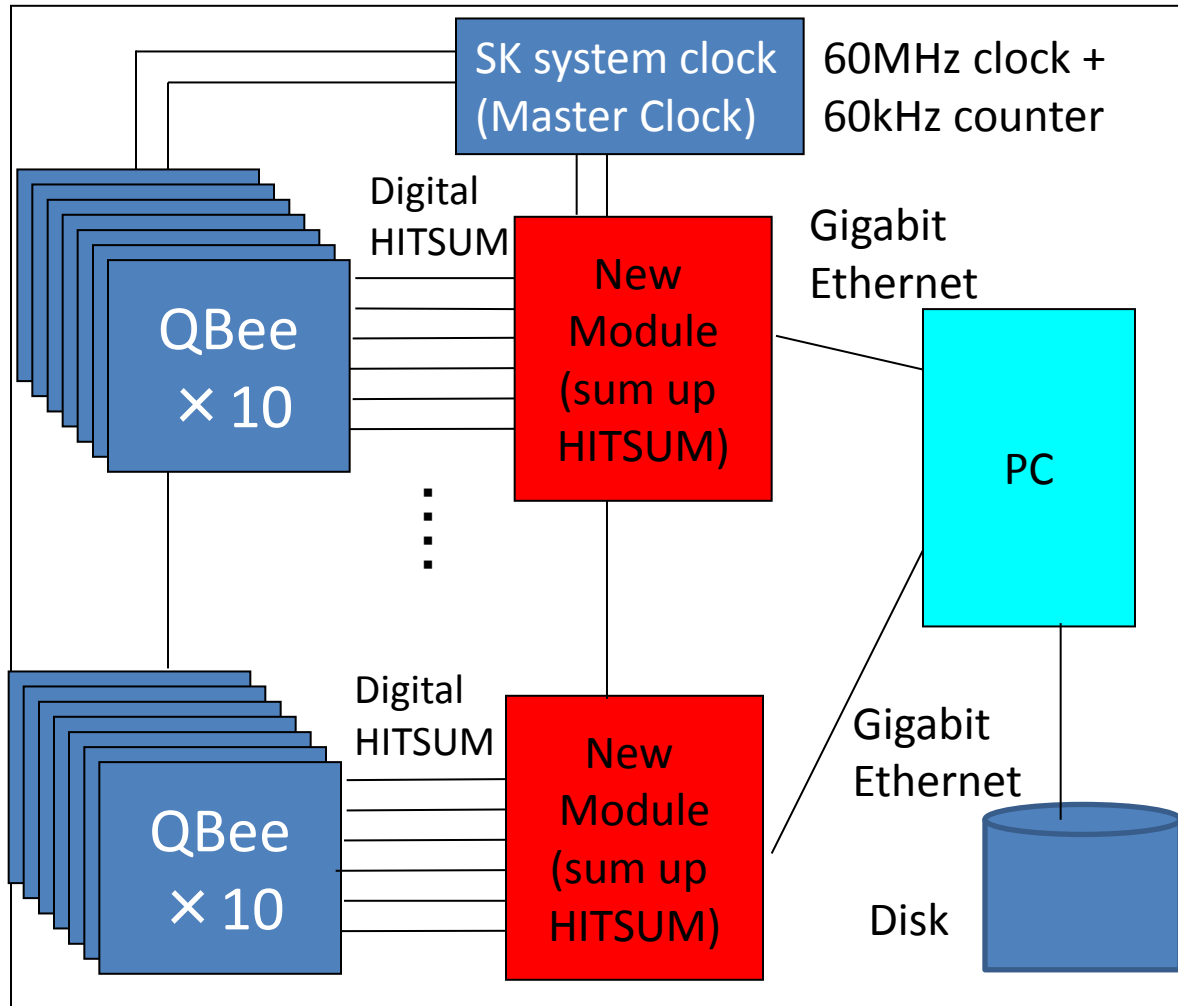 SK system clock
(Master Clock)
60MHz clock +
60kHz counter
Digital
HITSUM
Gigabit
Ethernet
QBee
×10
New
Module
(sum up
HITSUM)
PC
Digital
HITSUM
Gigabit
Ethernet
QBee
×10
New
Module
(sum up
HITSUM)
Disk